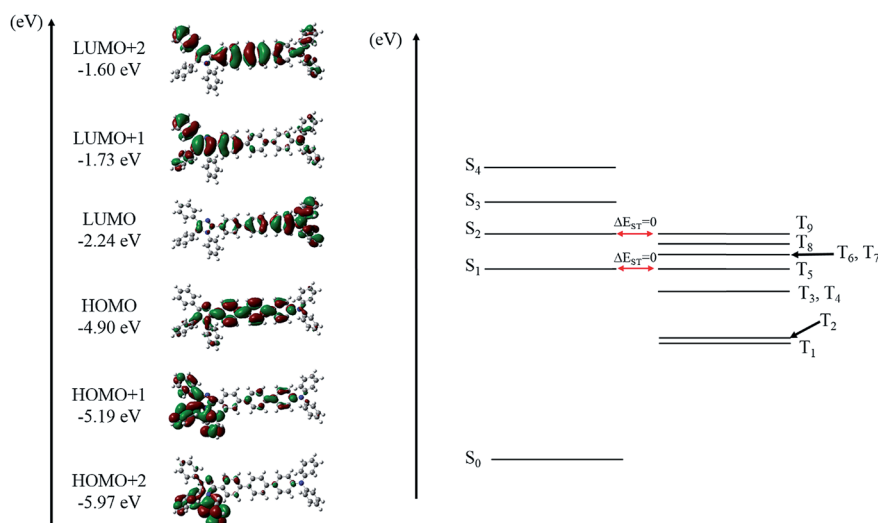 (eV)
LUMO+2
-1.60 eV
LUMO+1
-1.73 eV
LUMO
-2.24 eV
HOMO
-4.90 eV
HOMO+1
-5.19 eV
HOMO+2
-5.97 eV
(eV)
S₄
S₃
S₂
S₁
S₀
ΔE_ST=0
ΔE_ST=0
T₉
T₈
T₆, T₇
T₅
T₃, T₄
T₂
T₁